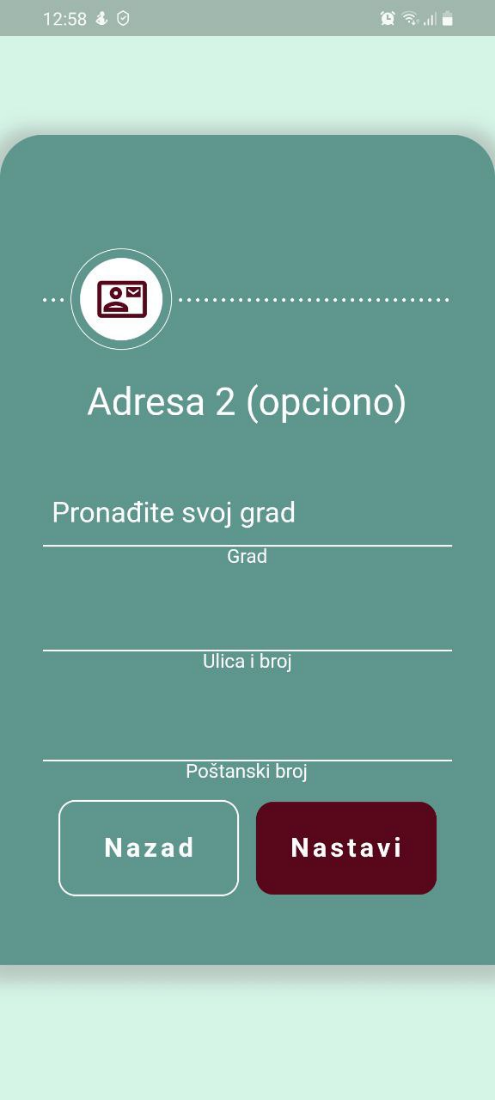 12:58
Adresa 2 (opciono)
Pronađite svoj grad
Grad
Ulica i broj
Poštanski broj
Nazad
Nastavi